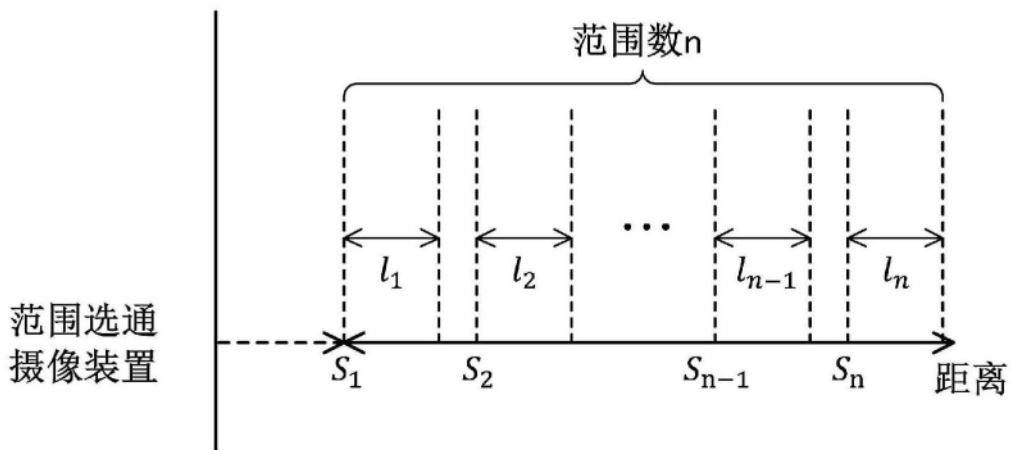 范围数n
...
l₁ l₂ lₙ₋₁ lₙ
范围选通
摄像装置
S₁ S₂ Sₙ₋₁ Sₙ 距离